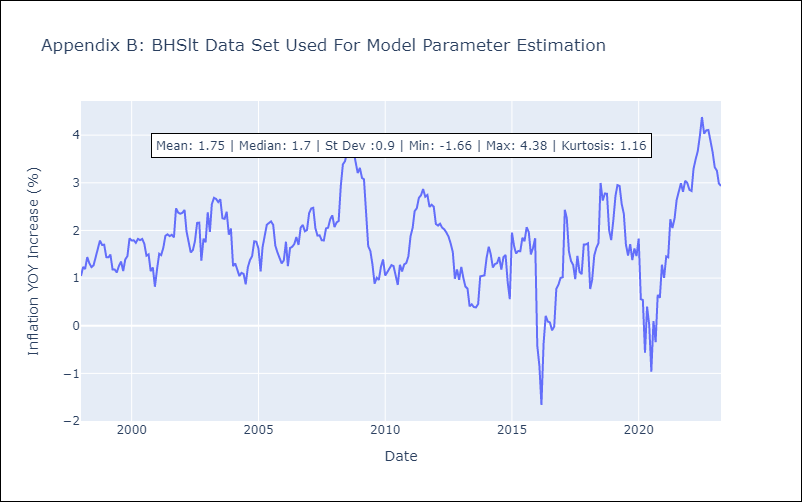 Appendix B: BHSlt Data Set Used For Model Parameter Estimation
Mean: 1.75 | Median: 1.7 | St Dev :0.9 | Min: -1.66 | Max: 4.38 | Kurtosis: 1.16
Inflation YOY Increase (%)
4
3
2
1
0
−1
−2
2000 2005 2010 2015 2020
Date